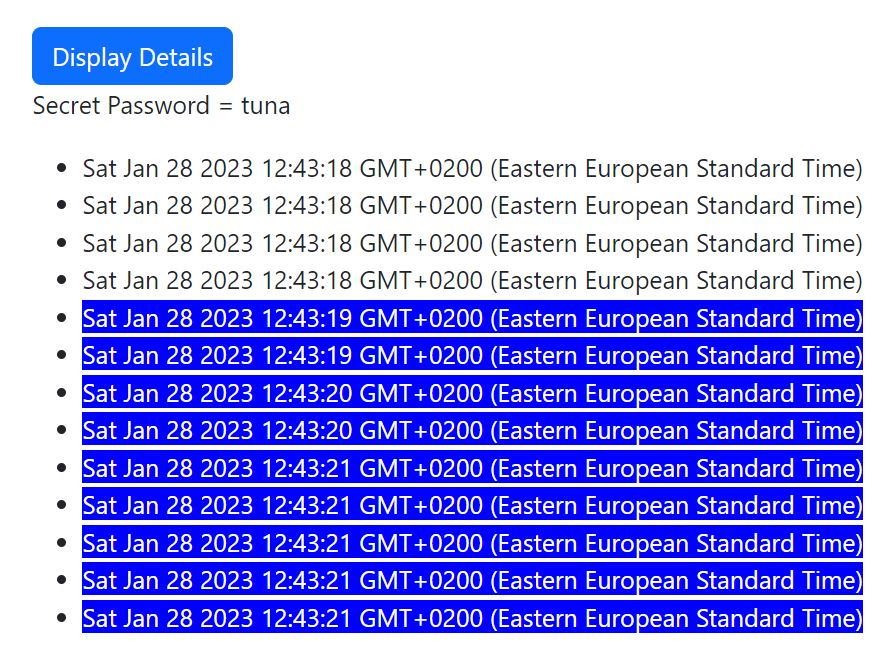 Display Details
Secret Password = tuna
Sat Jan 28 2023 12:43:18 GMT+0200 (Eastern European Standard Time)
Sat Jan 28 2023 12:43:18 GMT+0200 (Eastern European Standard Time)
Sat Jan 28 2023 12:43:18 GMT+0200 (Eastern European Standard Time)
Sat Jan 28 2023 12:43:18 GMT+0200 (Eastern European Standard Time)
Sat Jan 28 2023 12:43:19 GMT+0200 (Eastern European Standard Time)
Sat Jan 28 2023 12:43:19 GMT+0200 (Eastern European Standard Time)
Sat Jan 28 2023 12:43:20 GMT+0200 (Eastern European Standard Time)
Sat Jan 28 2023 12:43:20 GMT+0200 (Eastern European Standard Time)
Sat Jan 28 2023 12:43:21 GMT+0200 (Eastern European Standard Time)
Sat Jan 28 2023 12:43:21 GMT+0200 (Eastern European Standard Time)
Sat Jan 28 2023 12:43:21 GMT+0200 (Eastern European Standard Time)
Sat Jan 28 2023 12:43:21 GMT+0200 (Eastern European Standard Time)
Sat Jan 28 2023 12:43:21 GMT+0200 (Eastern European Standard Time)